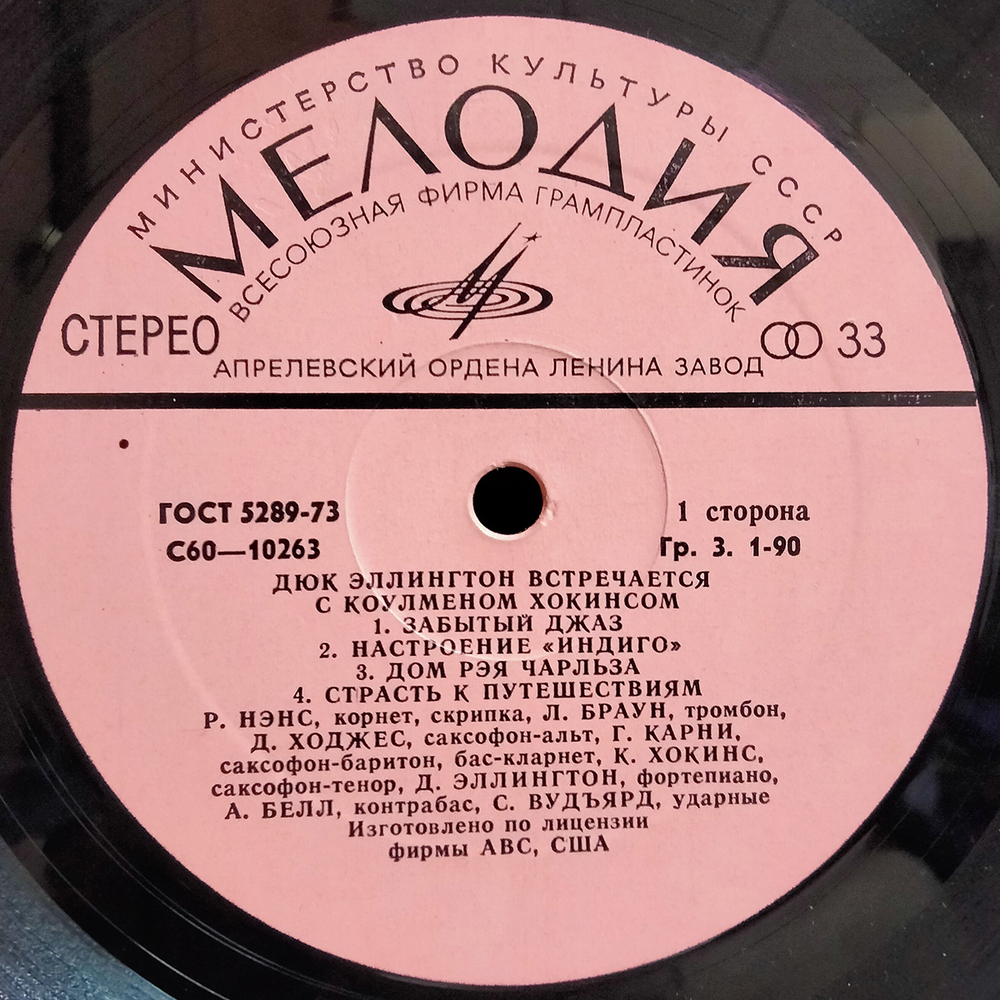 МИНИСТЕРСТВО КУЛЬТУРЫ СССР
МЕЛОДИЯ
ВСЕСОЮЗНАЯ ФИРМА ГРАМПЛАСТИНОК
СТЕРЕО
33
АПРЕЛЕВСКИЙ ОРДЕНА ЛЕНИНА ЗАВОД
ГОСТ 5289-73
1 сторона
С60—10263
Гр. 3. 1-90
ДЮК ЭЛЛИНГТОН ВСТРЕЧАЕТСЯ
С КОУЛМЕНОМ ХОКИНСОМ
1. ЗАБЫТЫЙ ДЖАЗ
2. НАСТРОЕНИЕ «ИНДИГО»
3. ДОМ РЭЯ ЧАРЛЬЗА
4. СТРАСТЬ К ПУТЕШЕСТВИЯМ
Р. НЭНС, корнет, скрипка, Л. БРАУН, тромбон,
Д. ХОДЖЕС, саксофон-альт, Г. КАРНИ,
саксофон-баритон, бас-кларнет, К. ХОКИНС,
саксофон-тенор, Д. ЭЛЛИНГТОН, фортепиано,
А. БЕЛЛ, контрабас, С. ВУДЪЯРД, ударные
Изготовлено по лицензии
фирмы АВС, США